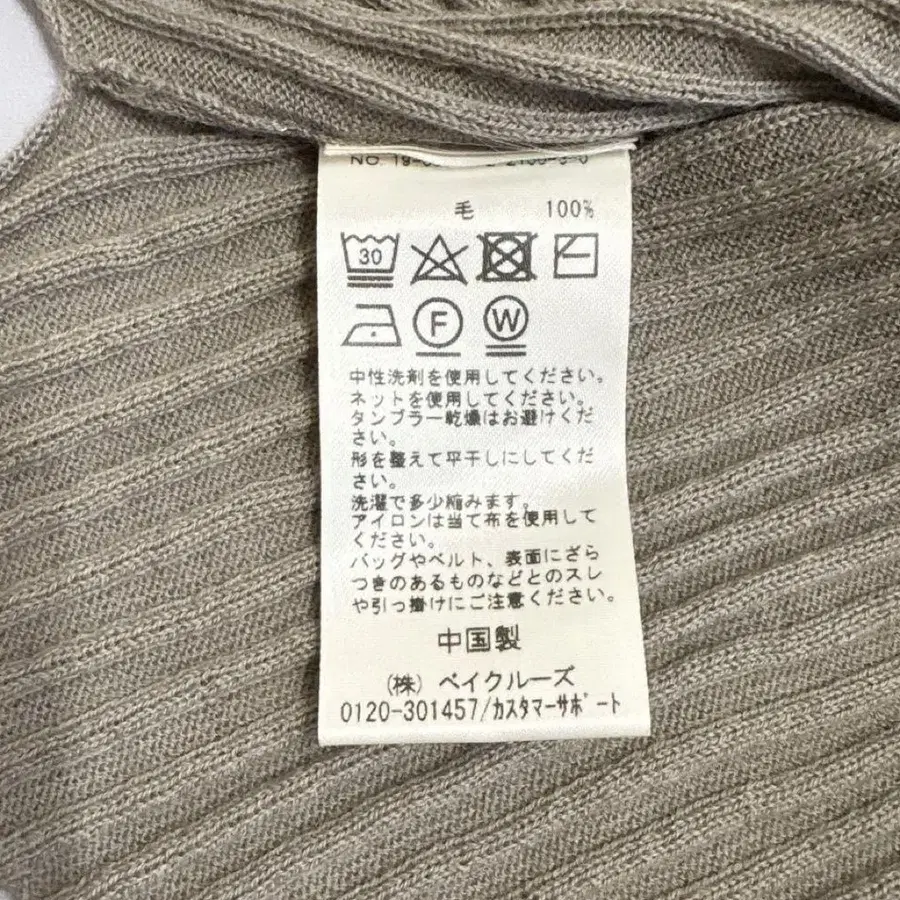 毛 100%
30
F W
中性洗剤を使用してください。
ネットを使用してください。
タンブラー乾燥はお避けくだ
さい。
形を整えて平干しにしてくだ
さい。
洗濯で多少縮みます。
アイロンは当て布を使用して
ください。
バッグやベルト、表面にざら
つきのあるものなどとのスレ
や引っ掛けにご注意ください。
中国製
(株) ベイクルーズ
0120-301457/カスタマーサポート